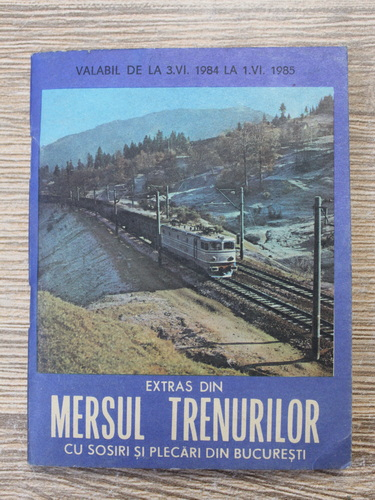 VALABIL DE LA 3.VI. 1984 LA 1.VI. 1985
EXTRAS DIN
MERSUL TRENURILOR
CU SOSIRI ȘI PLECĂRI DIN BUCUREȘTI